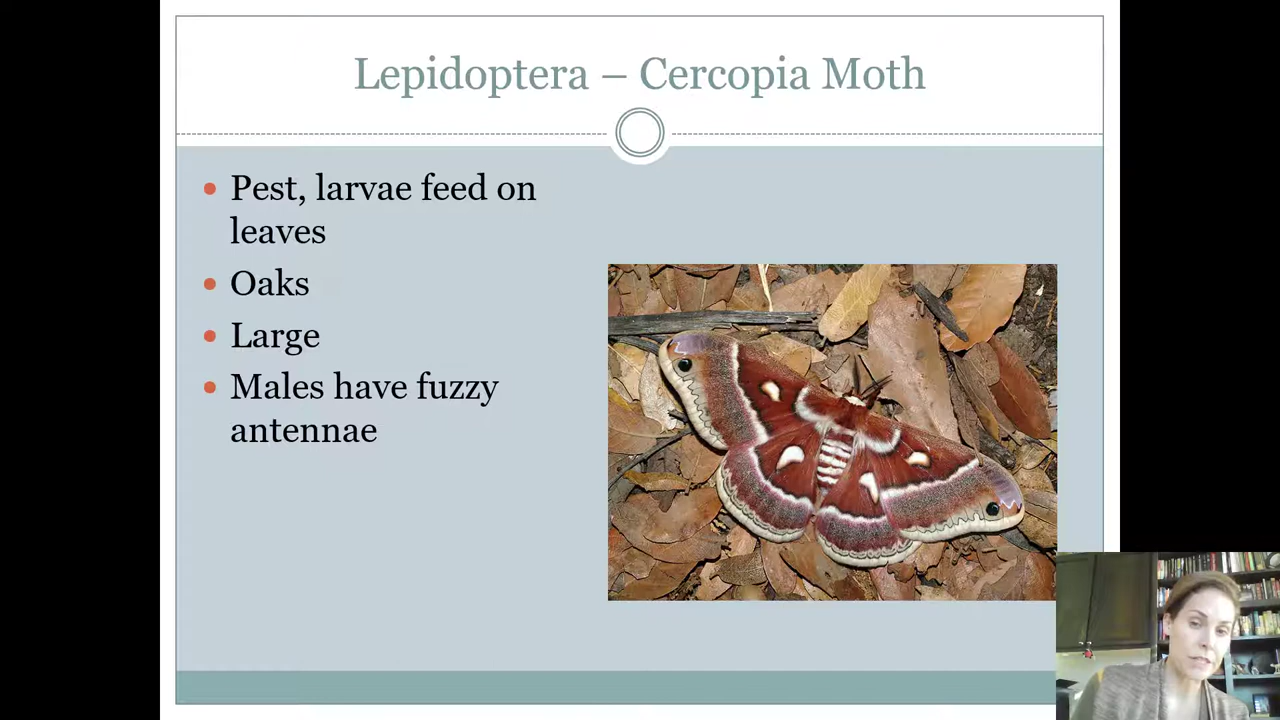 Lepidoptera – Cercopia Moth
Pest, larvae feed on
leaves
Oaks
Large
Males have fuzzy
antennae